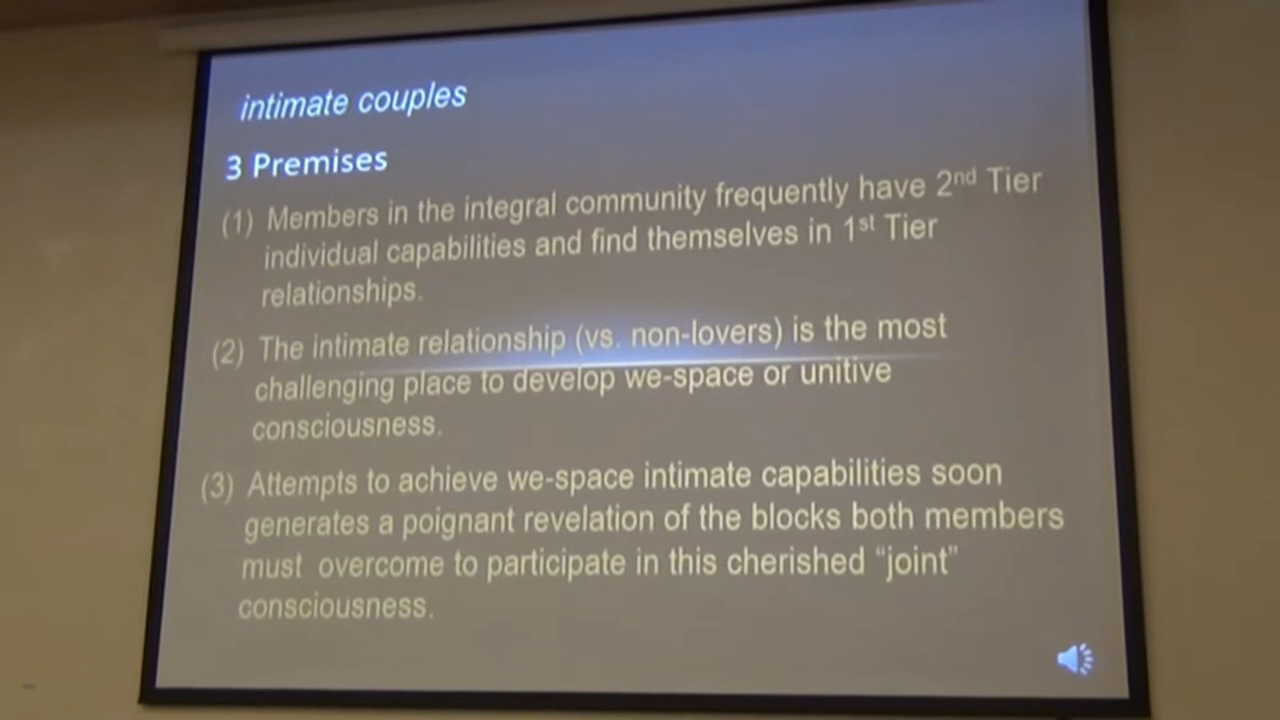 intimate couples
3 Premises
(1) Members in the integral community frequently have 2nd Tier
individual capabilities and find themselves in 1st Tier
relationships.
(2) The intimate relationship (vs. non-lovers) is the most
challenging place to develop we-space or unitive
consciousness.
(3) Attempts to achieve we-space intimate capabilities soon
generates a poignant revelation of the blocks both members
must overcome to participate in this cherished “joint”
consciousness.